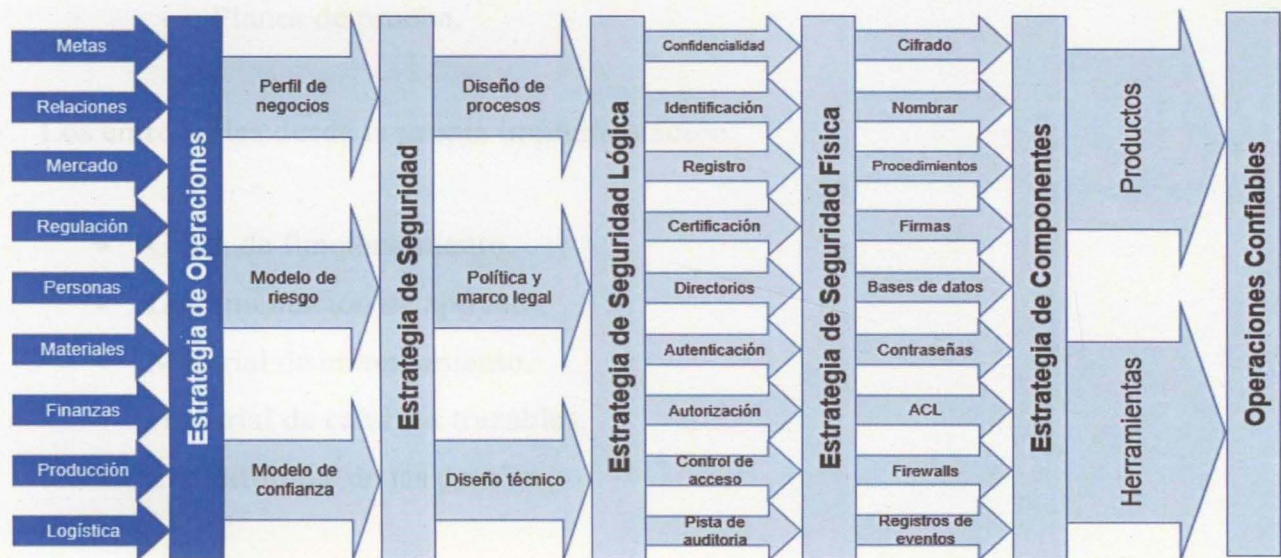 Metas
Relaciones
Mercado
Regulación
Personas
Materiales
Finanzas
Producción
Logística
Estrategia de Operaciones
Perfil de
negocios
Modelo de
riesgo
Modelo de
confianza
Estrategia de Seguridad
Diseño de
procesos
Política y
marco legal
Diseño técnico
Estrategia de Seguridad Lógica
Confidencialidad
Identificación
Registro
Certificación
Directorios
Autenticación
Autorización
Control de
acceso
Pista de
auditoria
Estrategia de Seguridad Física
Cifrado
Nombrar
Procedimientos
Firmas
Bases de datos
Contraseñas
ACL
Firewalls
Registros de
eventos
Estrategia de Componentes
Productos
Herramientas
Operaciones Confiables